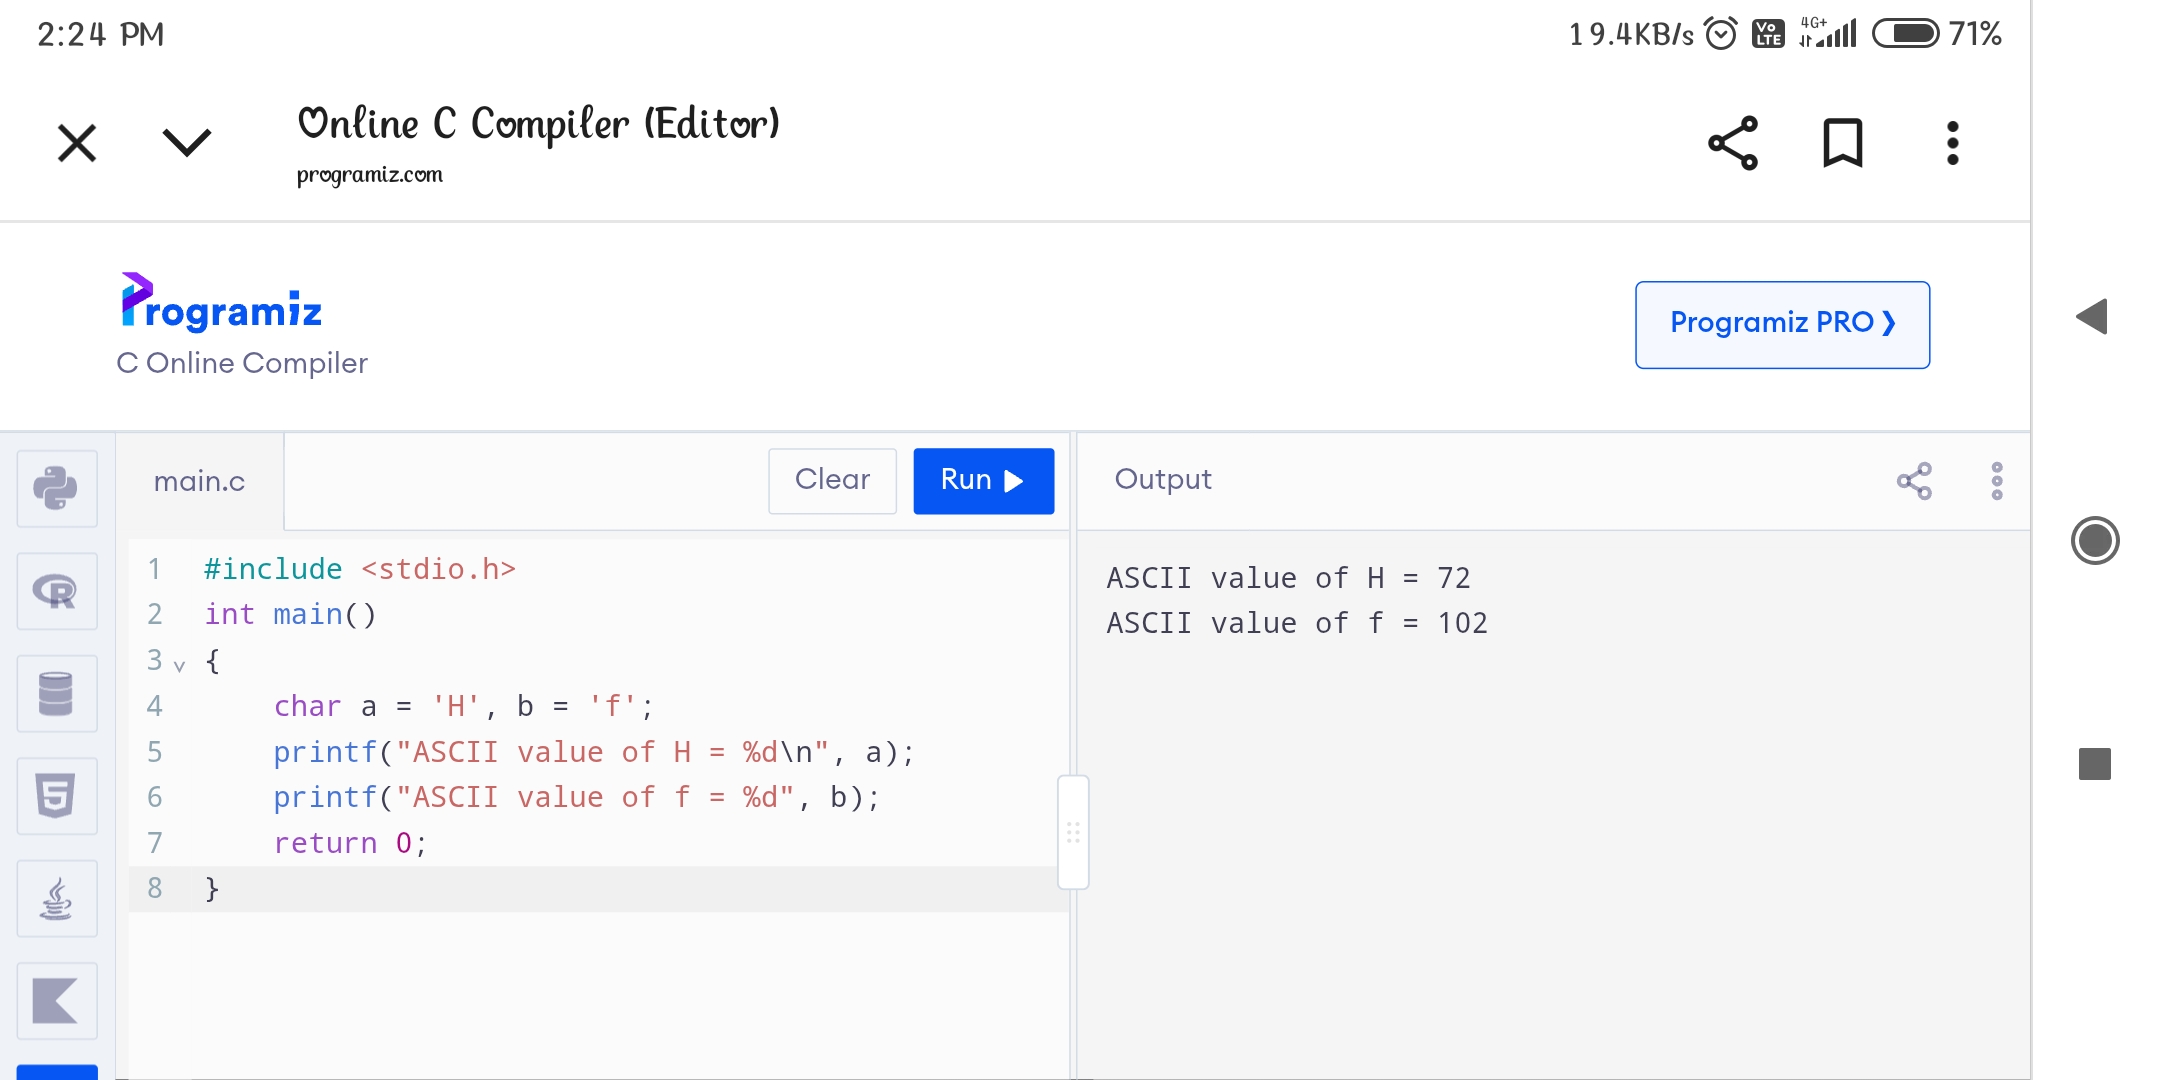 2:24 PM
19.4KB/s Vo LTE 4G+ 71%
Online C Compiler (Editor)
programiz.com
Programiz
C Online Compiler
Programiz PRO ❯
main.c
Clear
Run
Output
1 #include <stdio.h>
2 int main()
3 {
4     char a = 'H', b = 'f';
5     printf("ASCII value of H = %d\n", a);
6     printf("ASCII value of f = %d", b);
7     return 0;
8 }
ASCII value of H = 72
ASCII value of f = 102